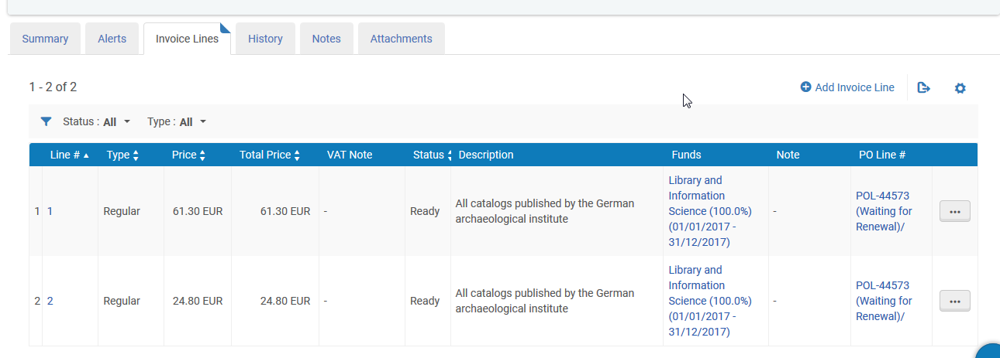 Summary Alerts Invoice Lines History Notes Attachments
1 - 2 of 2 Add Invoice Line
Status : All Type : All
Line # Type Price Total Price VAT Note Status Description Funds Note PO Line #
1 1 Regular 61.30 EUR 61.30 EUR - Ready
All catalogs published by the German
archaeological institute
Library and
Information
Science (100.0%)
(01/01/2017 -
31/12/2017)
-
POL-44573
(Waiting for
Renewal)/
2 2 Regular 24.80 EUR 24.80 EUR - Ready
All catalogs published by the German
archaeological institute
Library and
Information
Science (100.0%)
(01/01/2017 -
31/12/2017)
-
POL-44573
(Waiting for
Renewal)/